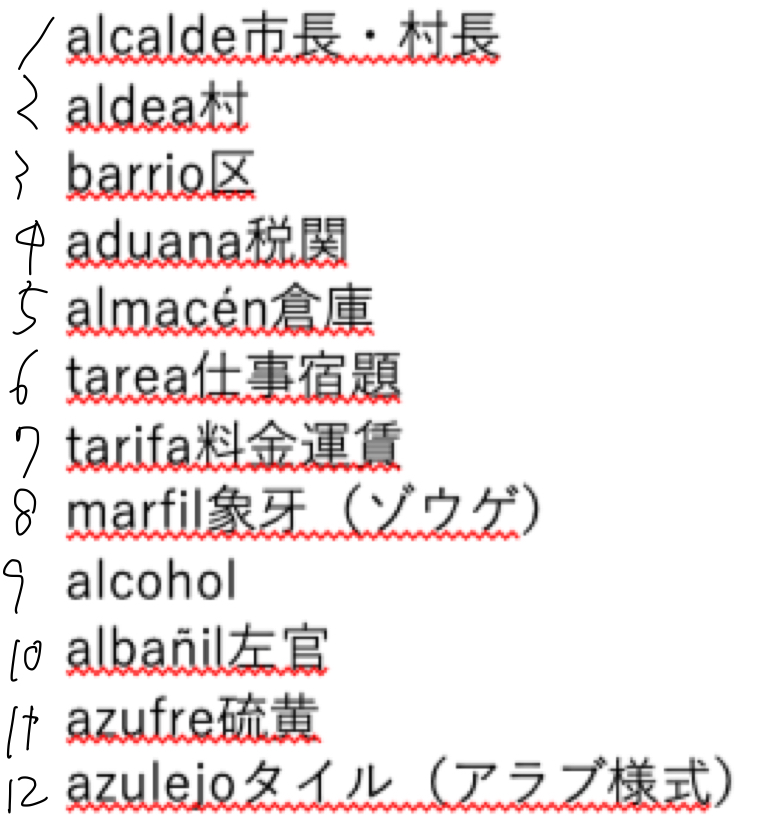 1 alcalde市長・村長
2 aldea村
3 barrio区
4 aduana税関
5 almacén倉庫
6 tarea仕事宿題
7 tarifa料金運賃
8 marfil象牙（ゾウゲ）
9 alcohol
10 albañil左官
11 azufre硫黄
12 azulejoタイル（アラブ様式）